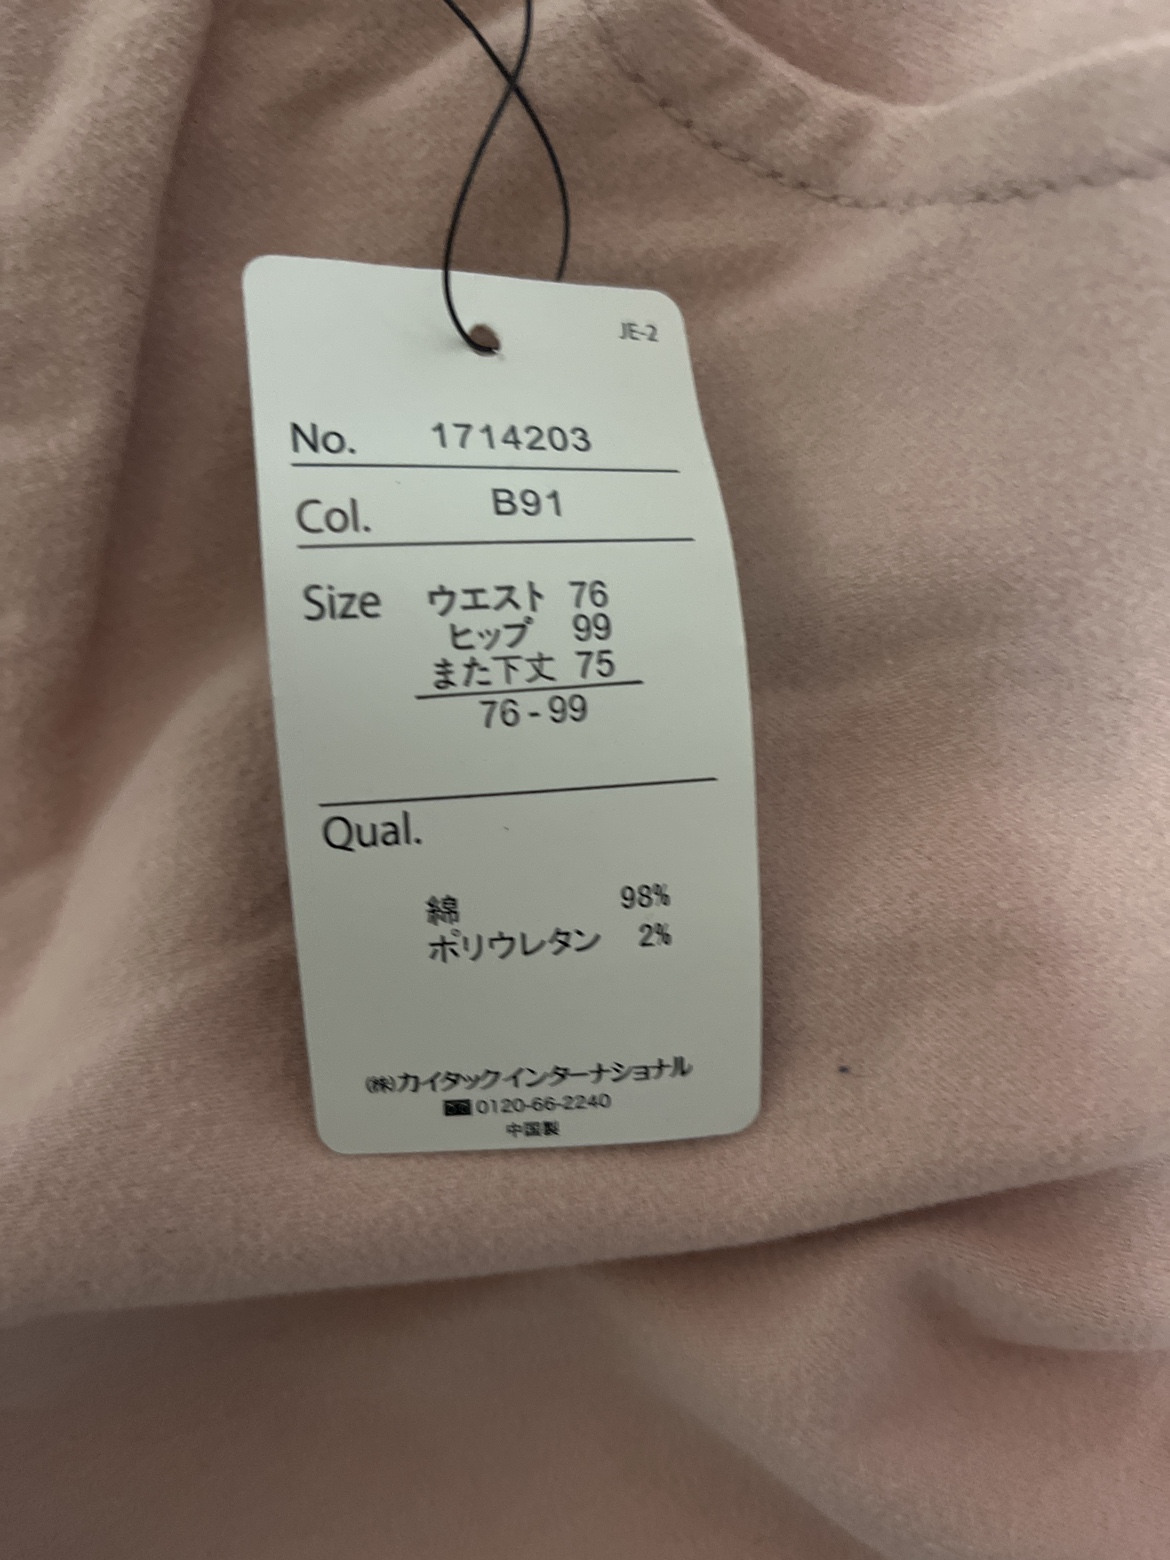 JE-2
No. 1714203
Col. B91
Size ウエスト 76
ヒップ 99
また下丈 75
76-99
Qual.
綿 98%
ポリウレタン 2%
㈱カイタックインターナショナル
0120-66-2240
中国製